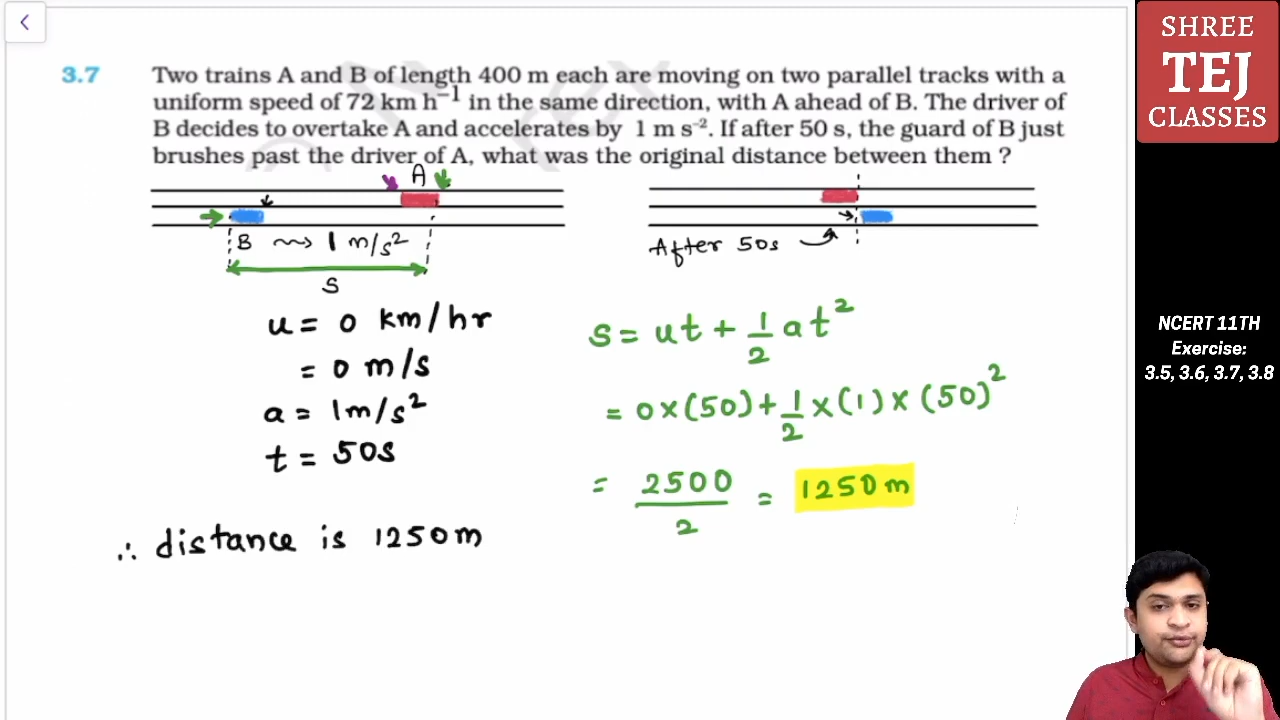 3.7 Two trains A and B of length 400 m each are moving on two parallel tracks with a
uniform speed of 72 km h⁻¹ in the same direction, with A ahead of B. The driver of
B decides to overtake A and accelerates by 1 m s⁻². If after 50 s, the guard of B just
brushes past the driver of A, what was the original distance between them ?
A
B ⇝ 1 m/s²
S
After 50s
u = 0 km/hr
= 0 m/s
a = 1m/s²
t = 50s
∴ distance is 1250m
S = ut + 1/2 at²
= 0×(50)+ 1/2 ×(1)× (50)²
= 2500/2 = 1250m
SHREE
TEJ
CLASSES
NCERT 11TH
Exercise:
3.5, 3.6, 3.7, 3.8